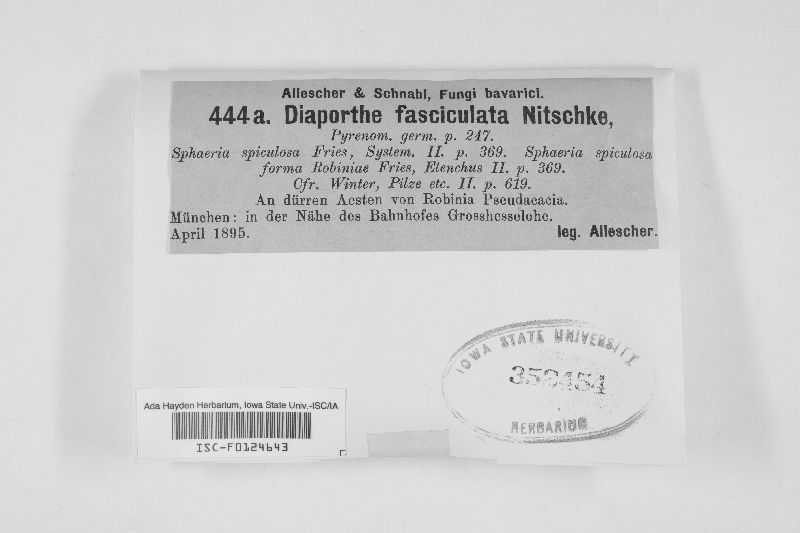 Allescher & Schnabl, Fungi bavarici.
444a. Diaporthe fasciculata Nitschke,
Pyrenom. germ. p. 247.
Sphaeria spiculosa Fries, System. II. p. 369. Sphaeria spiculosa
forma Robiniae Fries, Elenchus II. p. 369.
Cfr. Winter, Pilze etc. II. p. 619.
An dürren Aesten von Robinia Pseudacacia.
München: in der Nähe des Bahnhofes Grosshesselohe.
April 1895. leg. Allescher.
IOWA STATE UNIVERSITY
HERBARIUM
Ada Hayden Herbarium, Iowa State Univ.-ISC/IA
ISC-F0124643